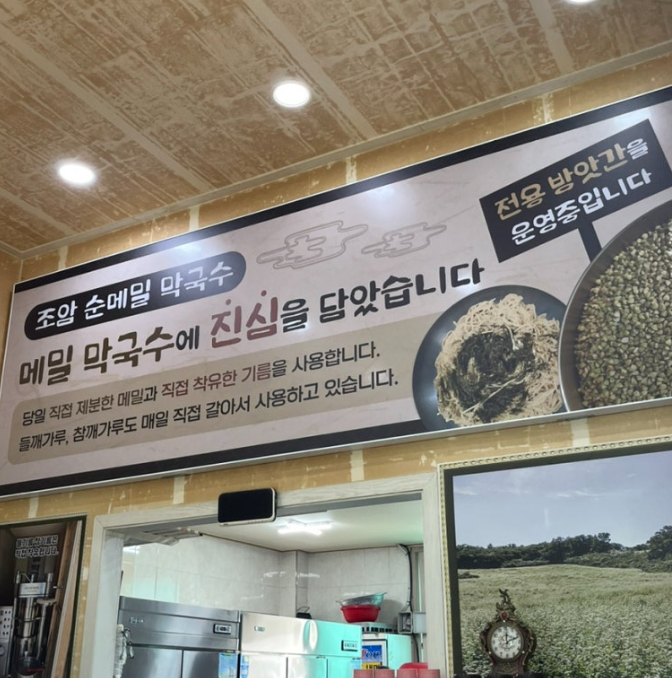 조암 순메밀 막국수
메밀 막국수에 진심을 담았습니다
당일 직접 제분한 메밀과 직접 착유한 기름을 사용합니다.
들깨가루, 참깨가루도 매일 직접 갈아서 사용하고 있습니다.
전용 방앗간을
운영중입니다